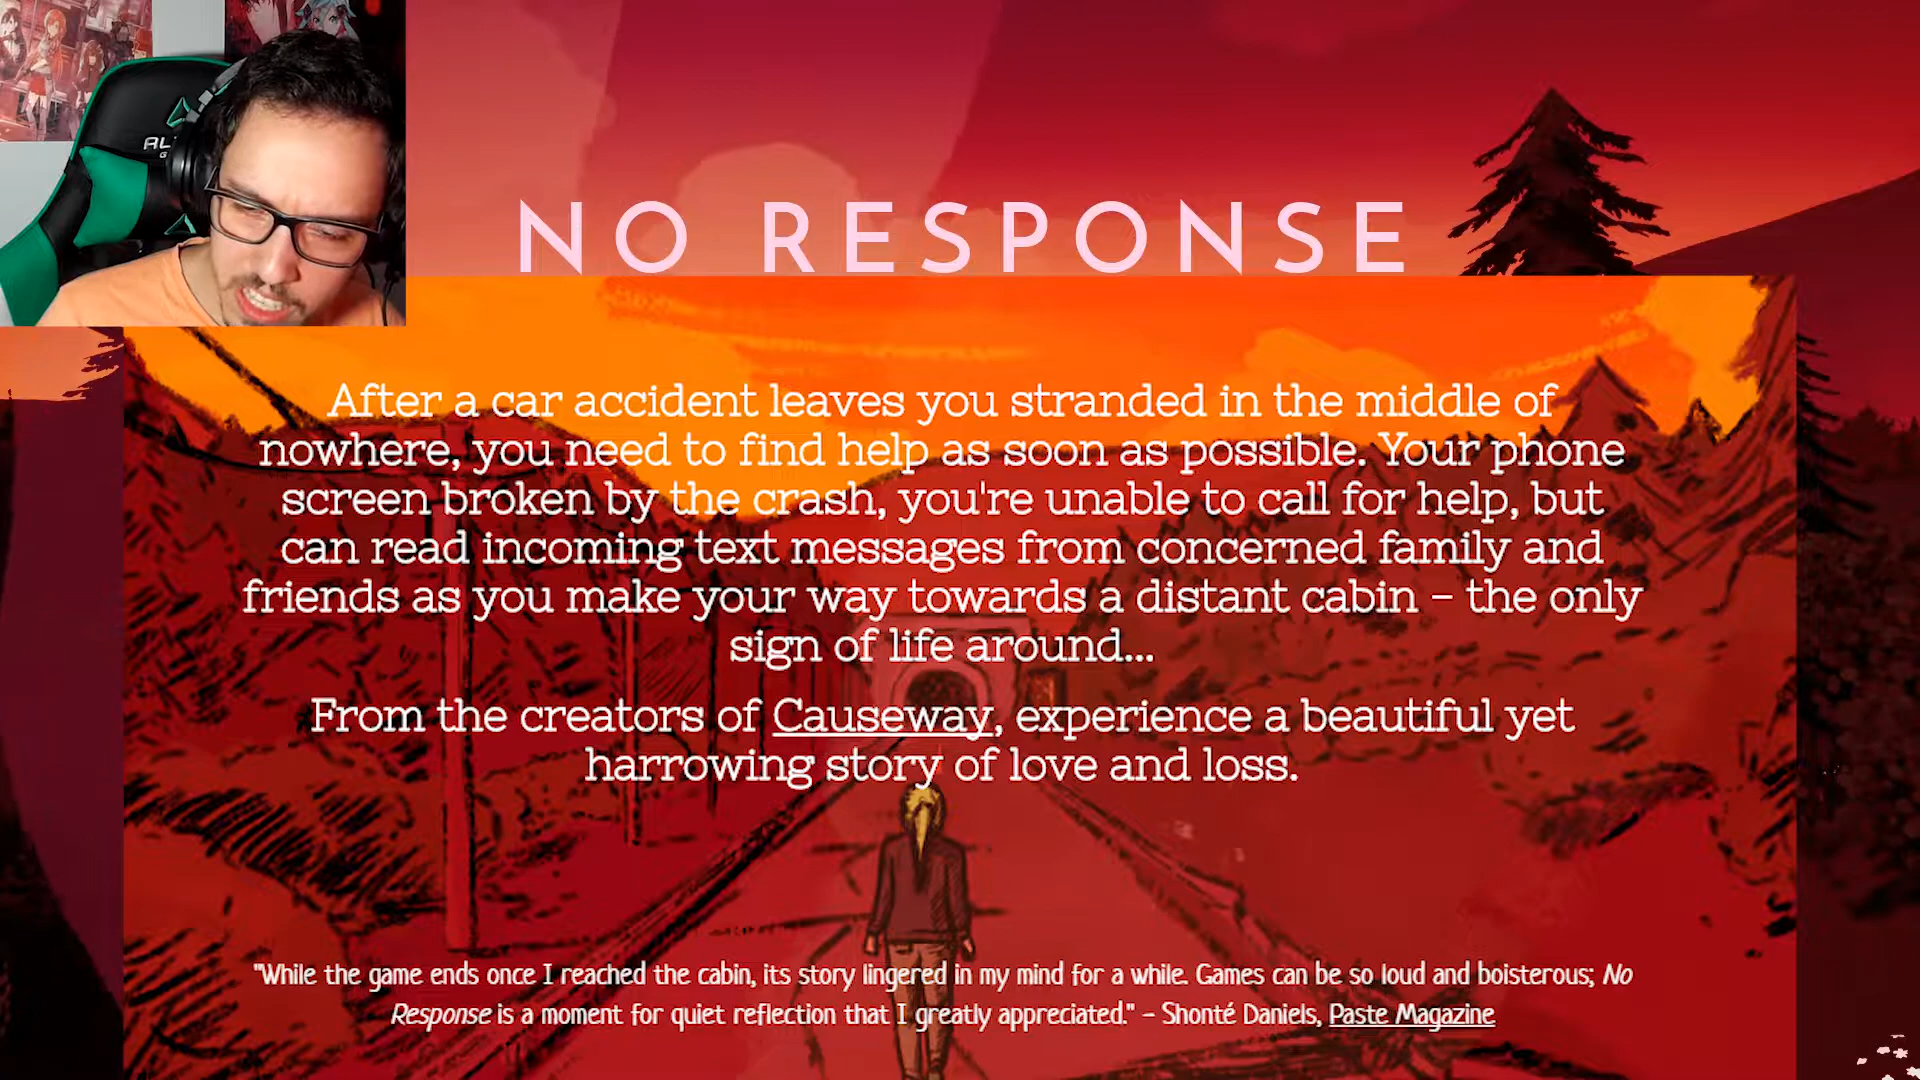 NO RESPONSE
After a car accident leaves you stranded in the middle of
nowhere, you need to find help as soon as possible. Your phone
screen broken by the crash, you're unable to call for help, but
can read incoming text messages from concerned family and
friends as you make your way towards a distant cabin – the only
sign of life around...
From the creators of Causeway, experience a beautiful yet
harrowing story of love and loss.
"While the game ends once I reached the cabin, its story lingered in my mind for a while. Games can be so loud and boisterous; No
Response is a moment for quiet reflection that I greatly appreciated." - Shonté Daniels, Paste Magazine